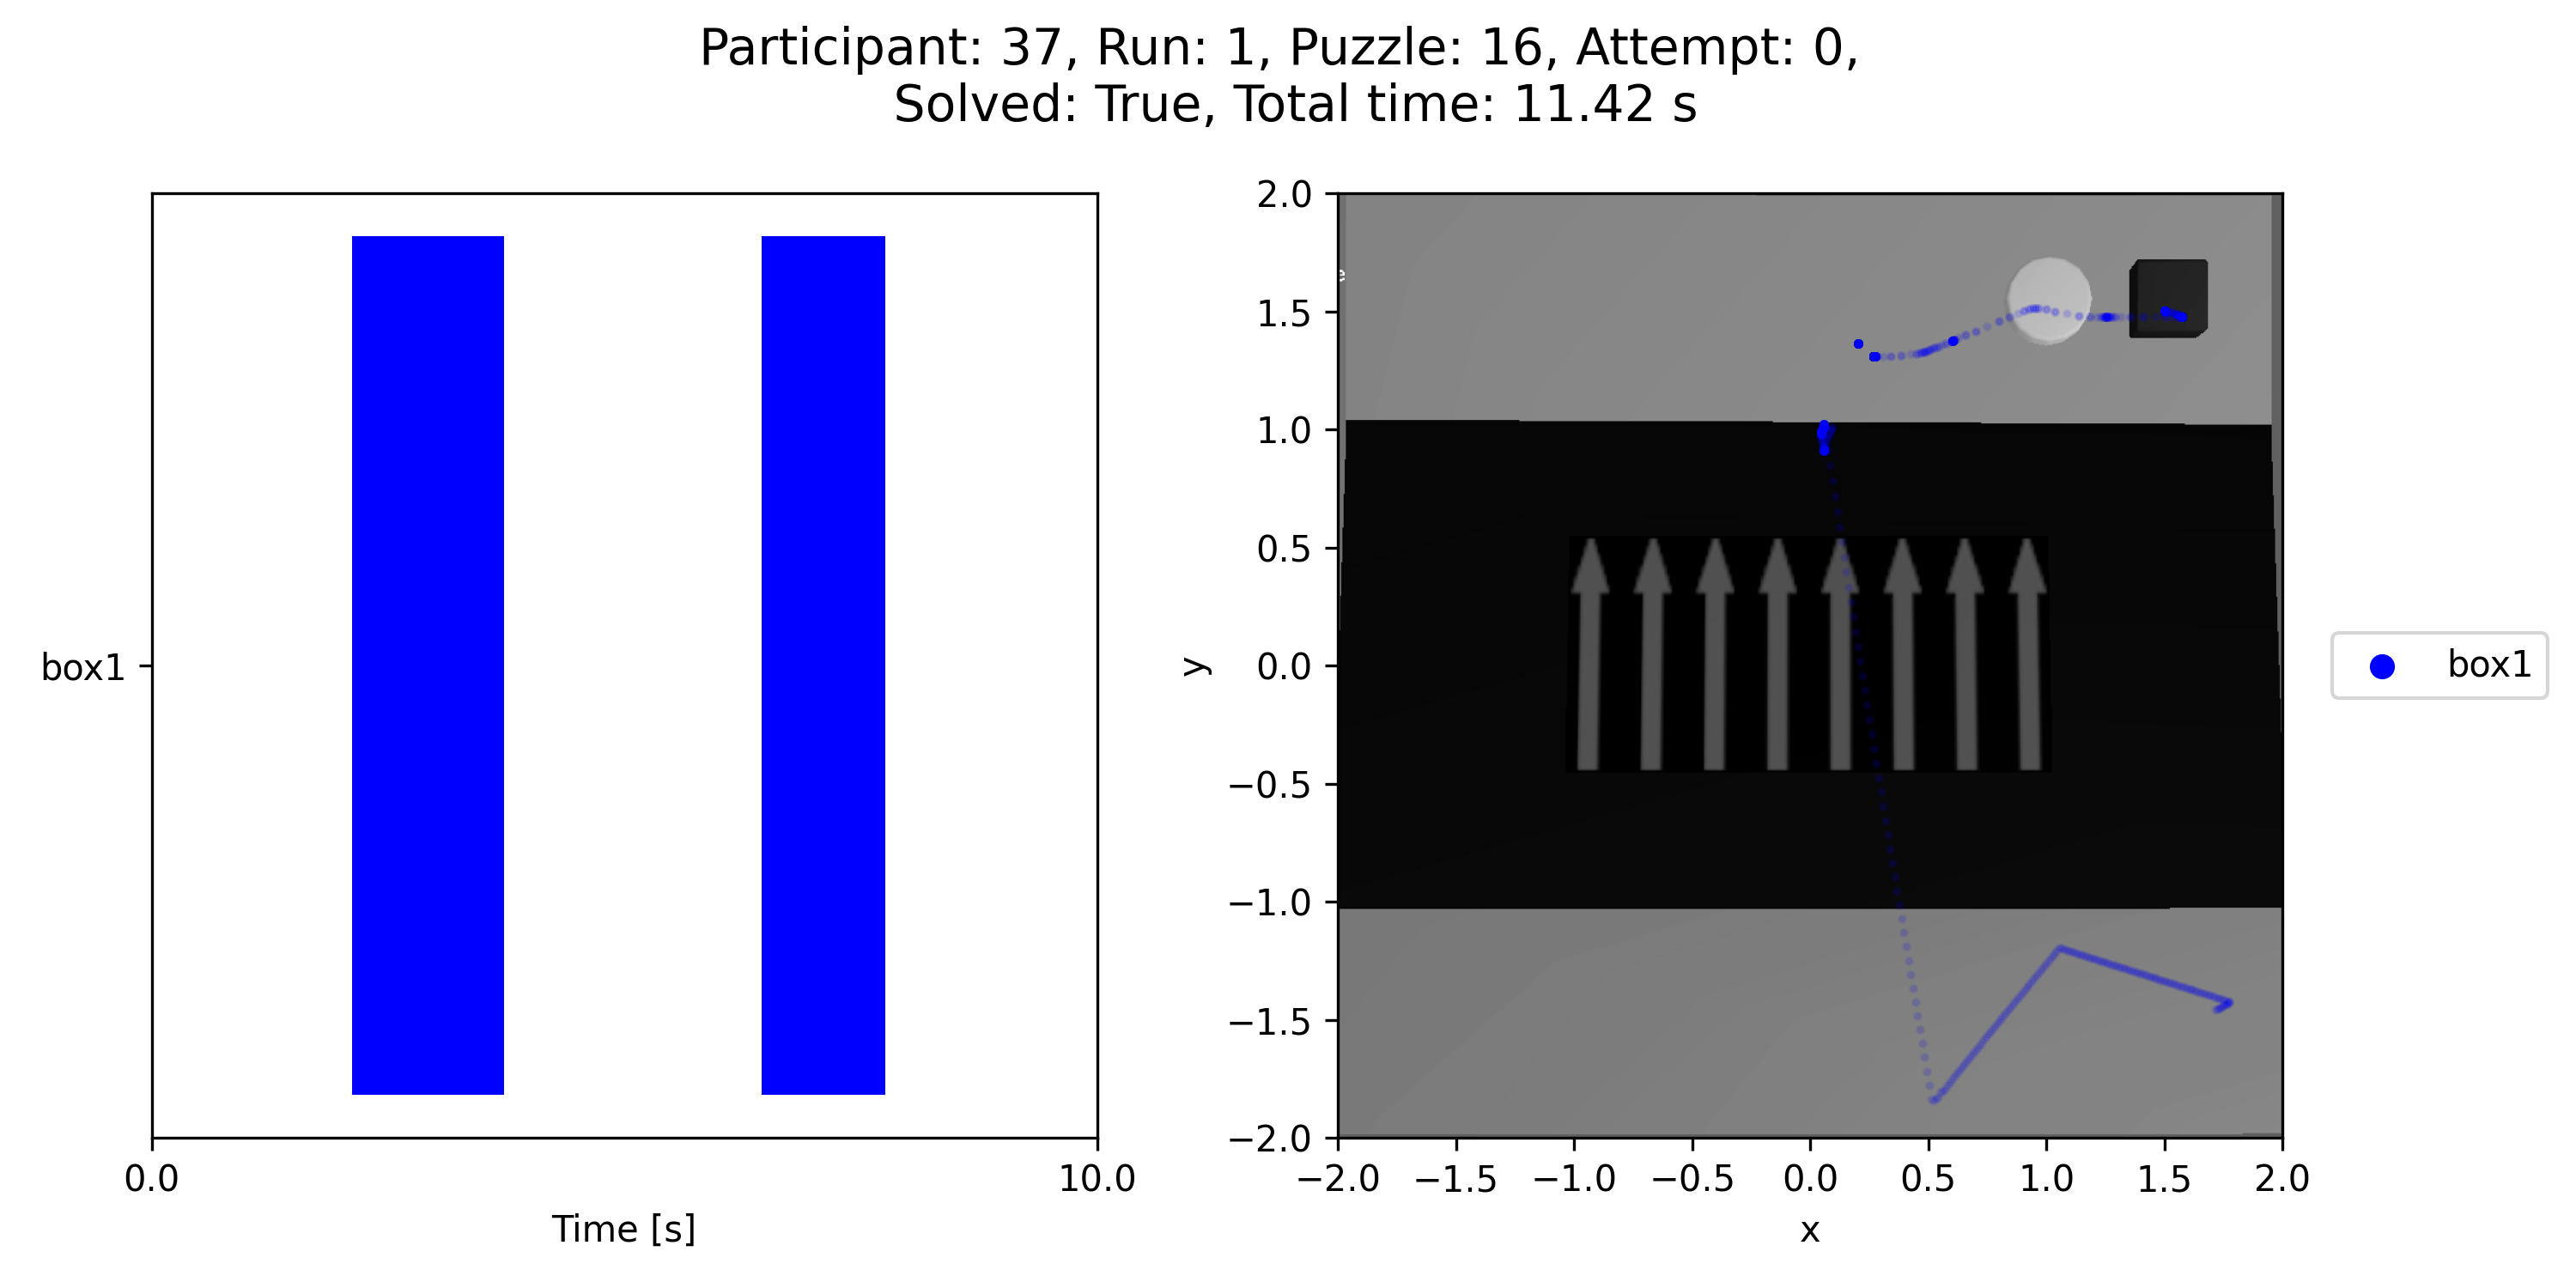 Participant: 37, Run: 1, Puzzle: 16, Attempt: 0,
Solved: True, Total time: 11.42 s
box1
0.0
10.0
Time [s]
2.0
1.5
1.0
0.5
0.0
−0.5
−1.0
−1.5
−2.0
y
−2.0
−1.5
−1.0
−0.5
0.0
0.5
1.0
1.5
2.0
x
e
box1